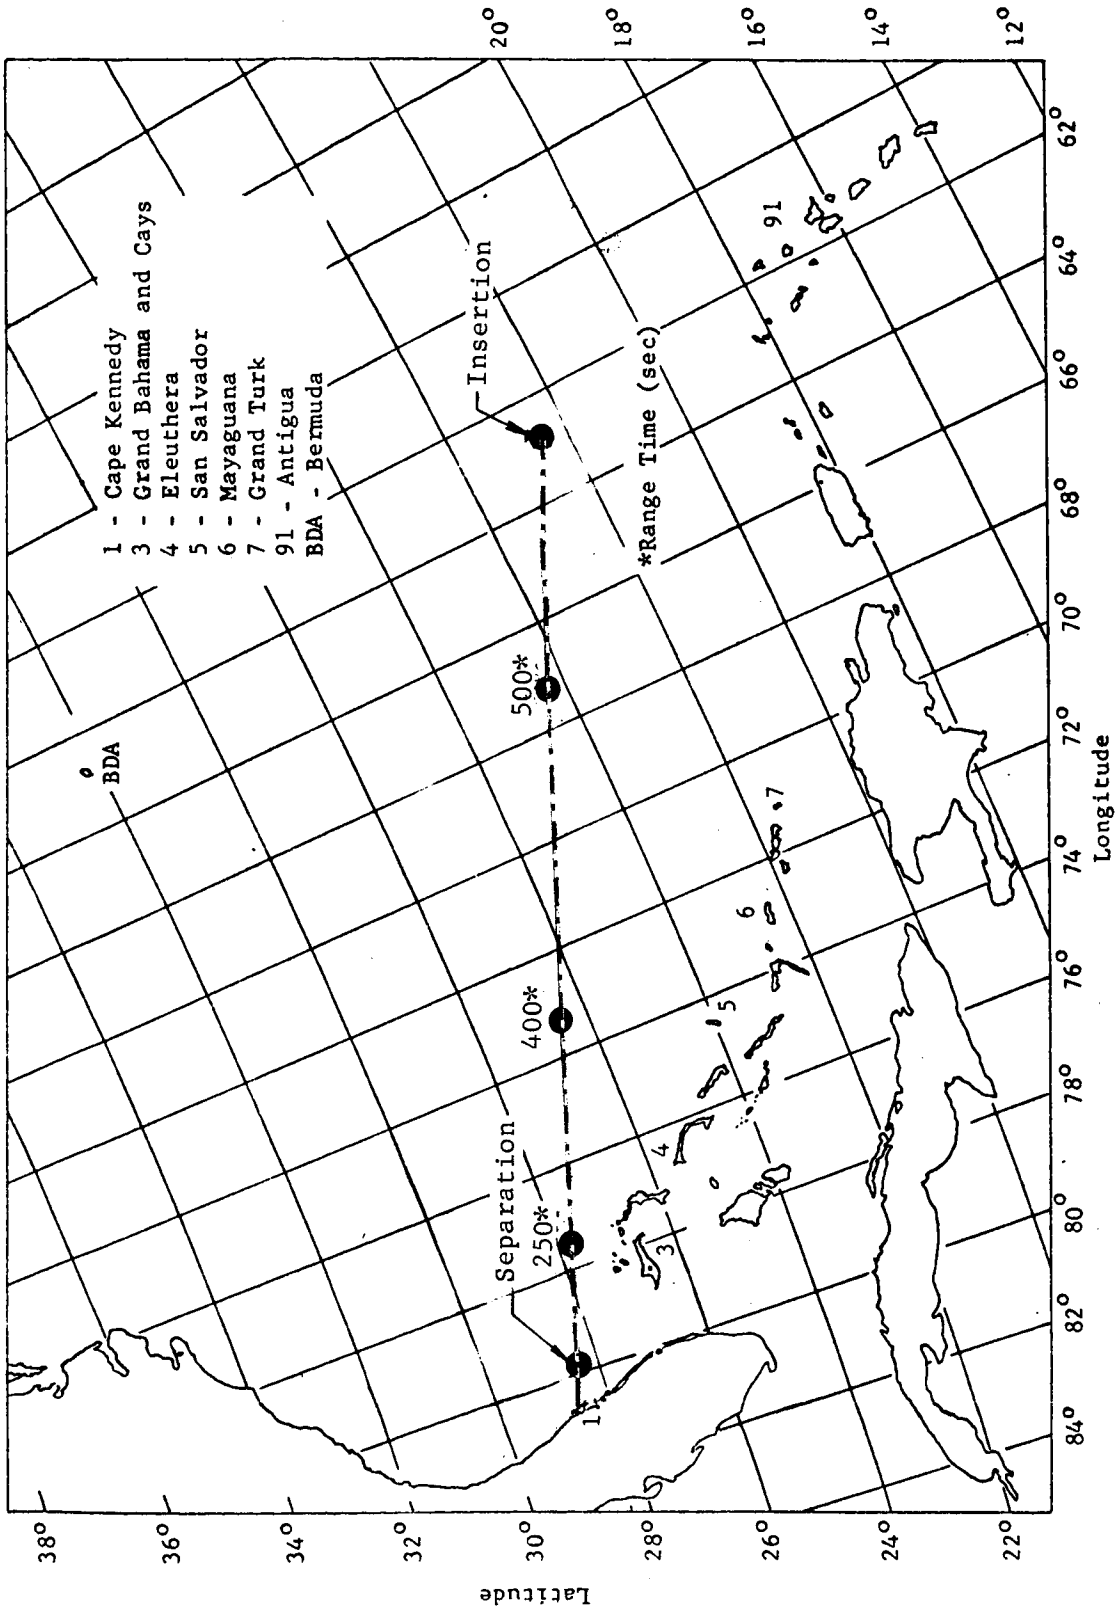 1 - Cape Kennedy
3 - Grand Bahama and Cays
4 - Eleuthera
5 - San Salvador
6 - Mayaguana
7 - Grand Turk
91 - Antigua
BDA - Bermuda
BDA
Insertion
500*
400*
250*
Separation
*Range Time (sec)
1
3
4
5
6
7
91
Latitude
38°
36°
34°
32°
30°
28°
26°
24°
22°
20°
18°
16°
14°
12°
84°
82°
80°
78°
76°
74°
72°
70°
68°
66°
64°
62°
Longitude